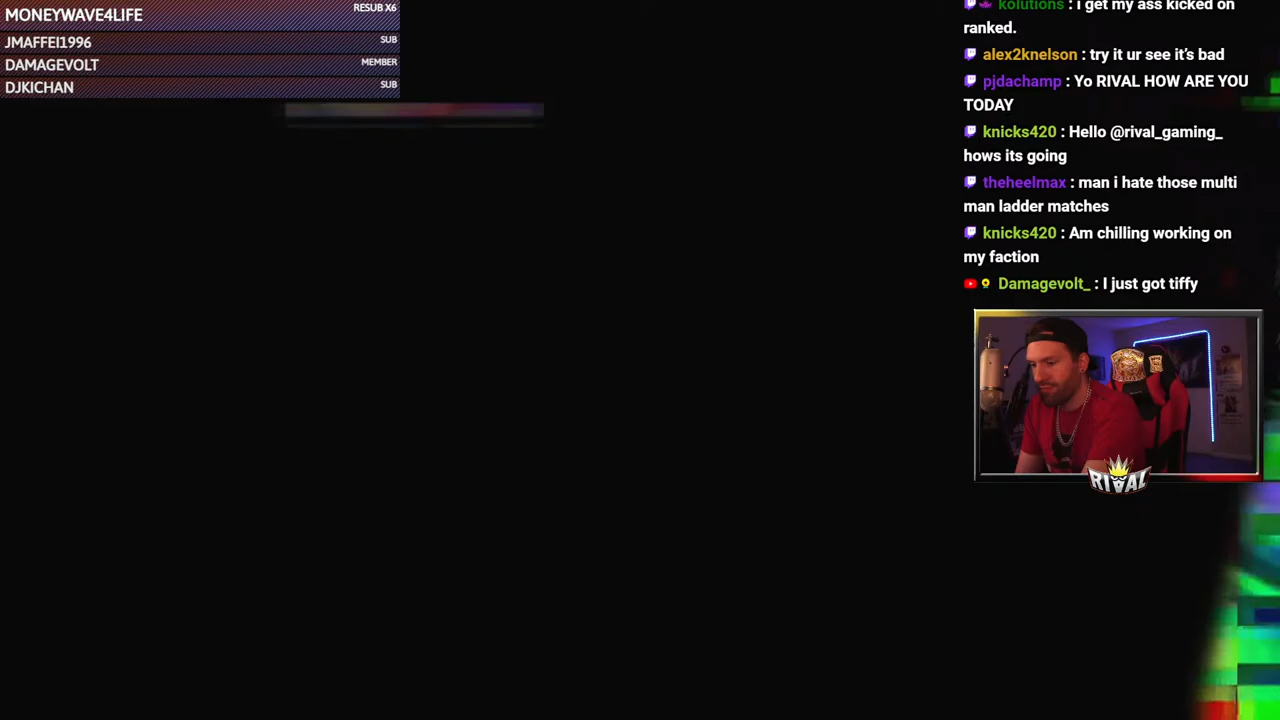 MONEYWAVE4LIFE RESUB X6
JMAFFEI1996 SUB
DAMAGEVOLT MEMBER
DJKICHAN SUB
kolutions : i get my ass kicked on
ranked.
alex2knelson : try it ur see it’s bad
pjdachamp : Yo RIVAL HOW ARE YOU
TODAY
knicks420 : Hello @rival_gaming_
hows its going
theheelmax : man i hate those multi
man ladder matches
knicks420 : Am chilling working on
my faction
Damagevolt_ : I just got tiffy
RIVAL